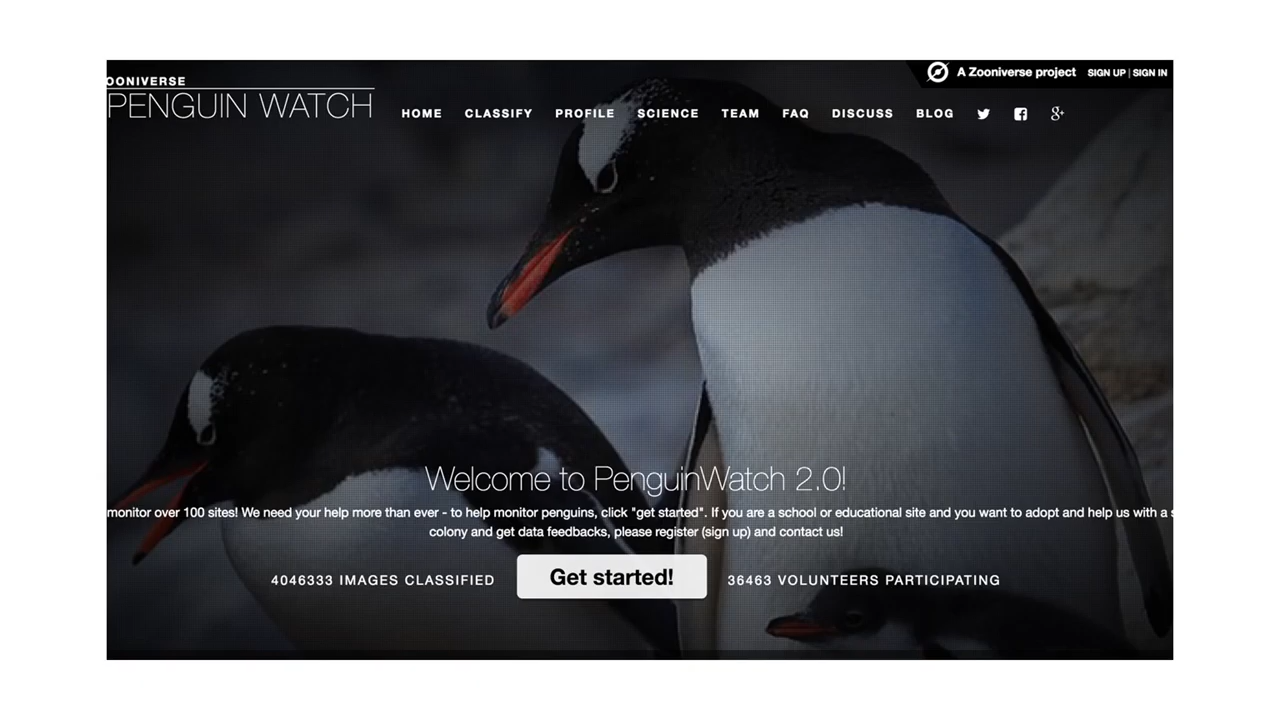 OONIVERSE
PENGUIN WATCH
A Zooniverse project SIGN UP | SIGN IN
HOME CLASSIFY PROFILE SCIENCE TEAM FAQ DISCUSS BLOG
Welcome to PenguinWatch 2.0!
monitor over 100 sites! We need your help more than ever - to help monitor penguins, click "get started". If you are a school or educational site and you want to adopt and help us with a s
colony and get data feedbacks, please register (sign up) and contact us!
4046333 IMAGES CLASSIFIED Get started! 36463 VOLUNTEERS PARTICIPATING